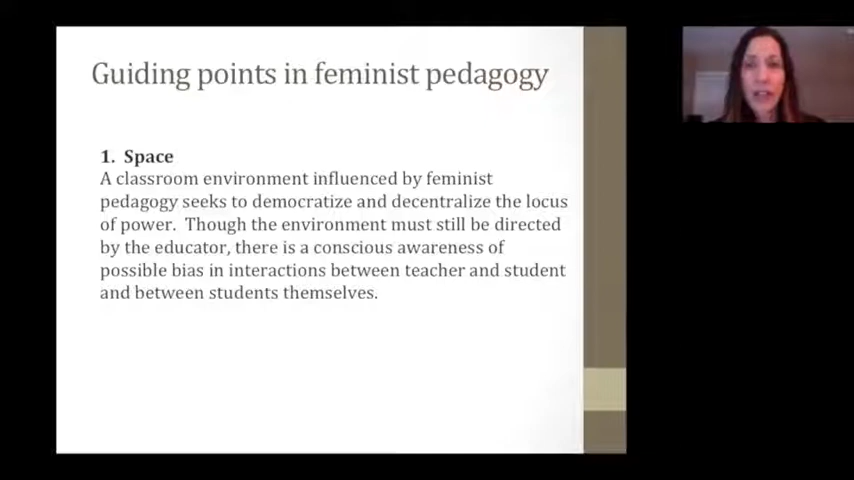 Guiding points in feminist pedagogy
1. Space
A classroom environment influenced by feminist
pedagogy seeks to democratize and decentralize the locus
of power. Though the environment must still be directed
by the educator, there is a conscious awareness of
possible bias in interactions between teacher and student
and between students themselves.